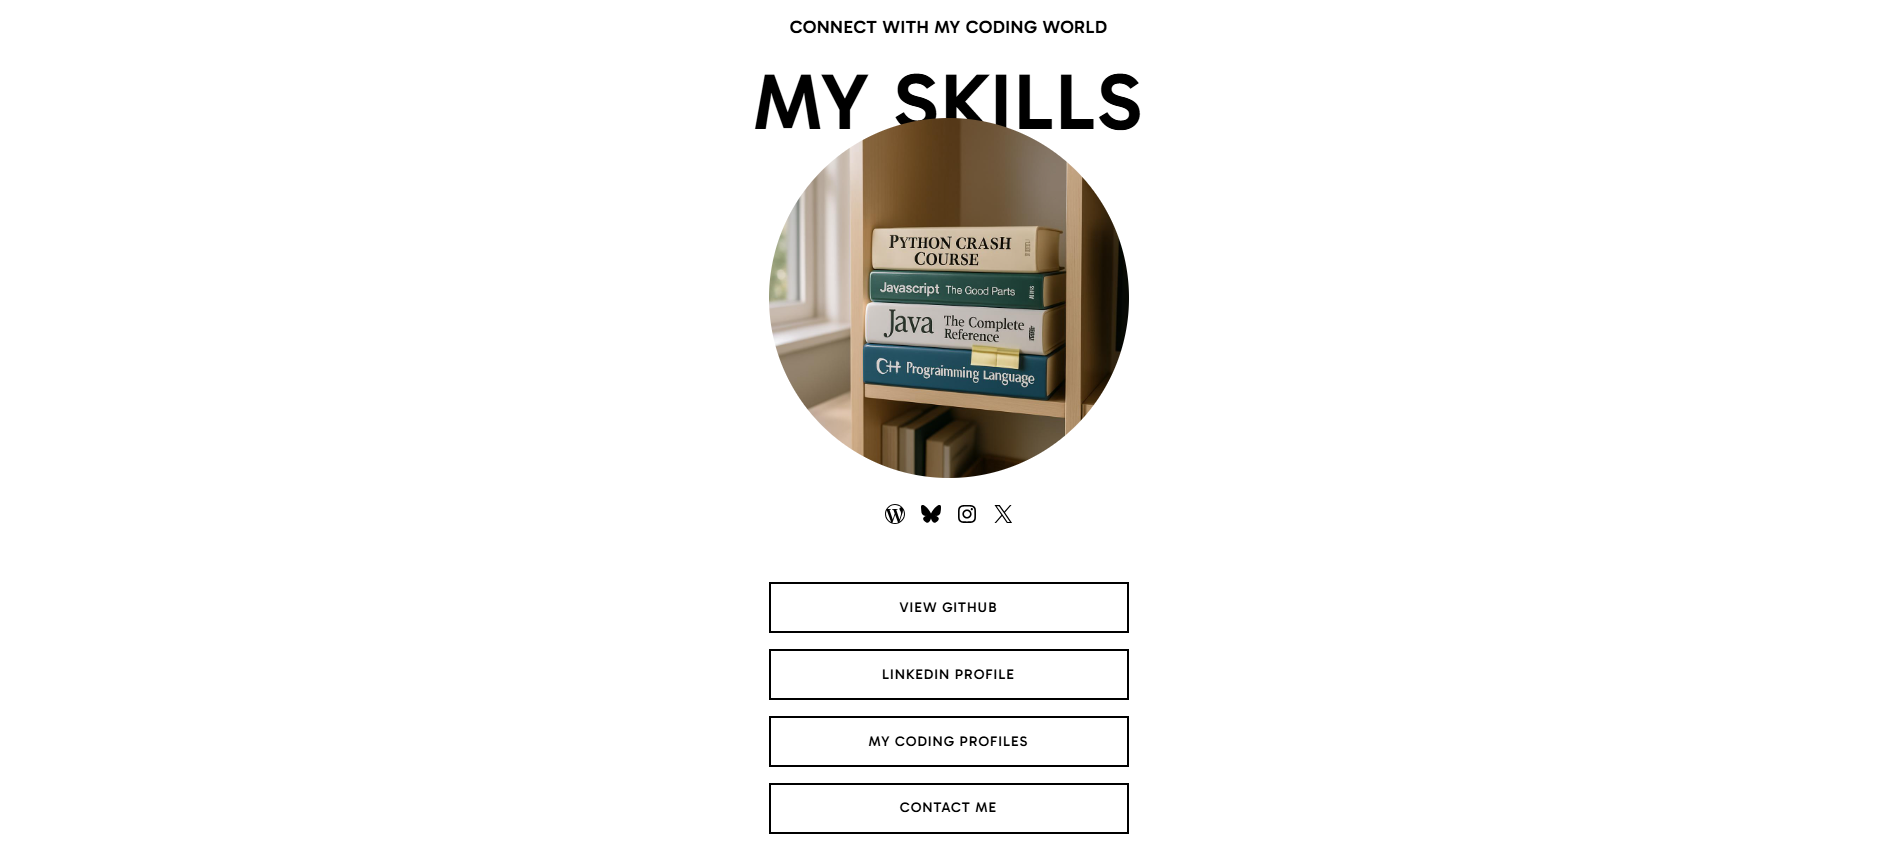 CONNECT WITH MY CODING WORLD
MY SKILLS
PYTHON CRASH
COURSE
Javascript The Good Parts
Java The Complete
Reference
C++ Programming Language
VIEW GITHUB
LINKEDIN PROFILE
MY CODING PROFILES
CONTACT ME